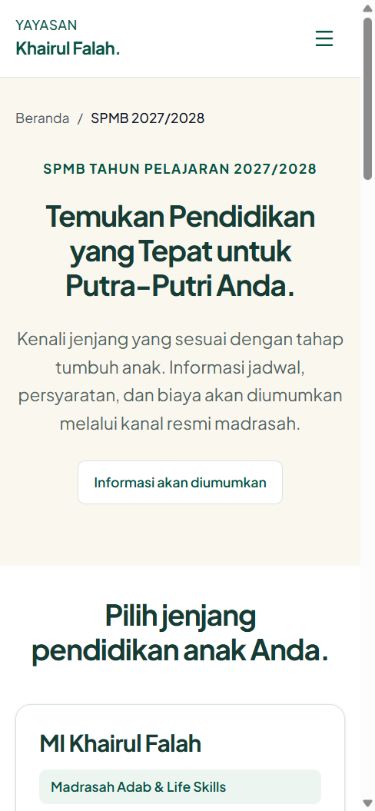 YAYASAN
Khairul Falah.
Beranda / SPMB 2027/2028
SPMB TAHUN PELAJARAN 2027/2028
Temukan Pendidikan
yang Tepat untuk
Putra-Putri Anda.
Kenali jenjang yang sesuai dengan tahap
tumbuh anak. Informasi jadwal,
persyaratan, dan biaya akan diumumkan
melalui kanal resmi madrasah.
Informasi akan diumumkan
Pilih jenjang
pendidikan anak Anda.
MI Khairul Falah
Madrasah Adab & Life Skills